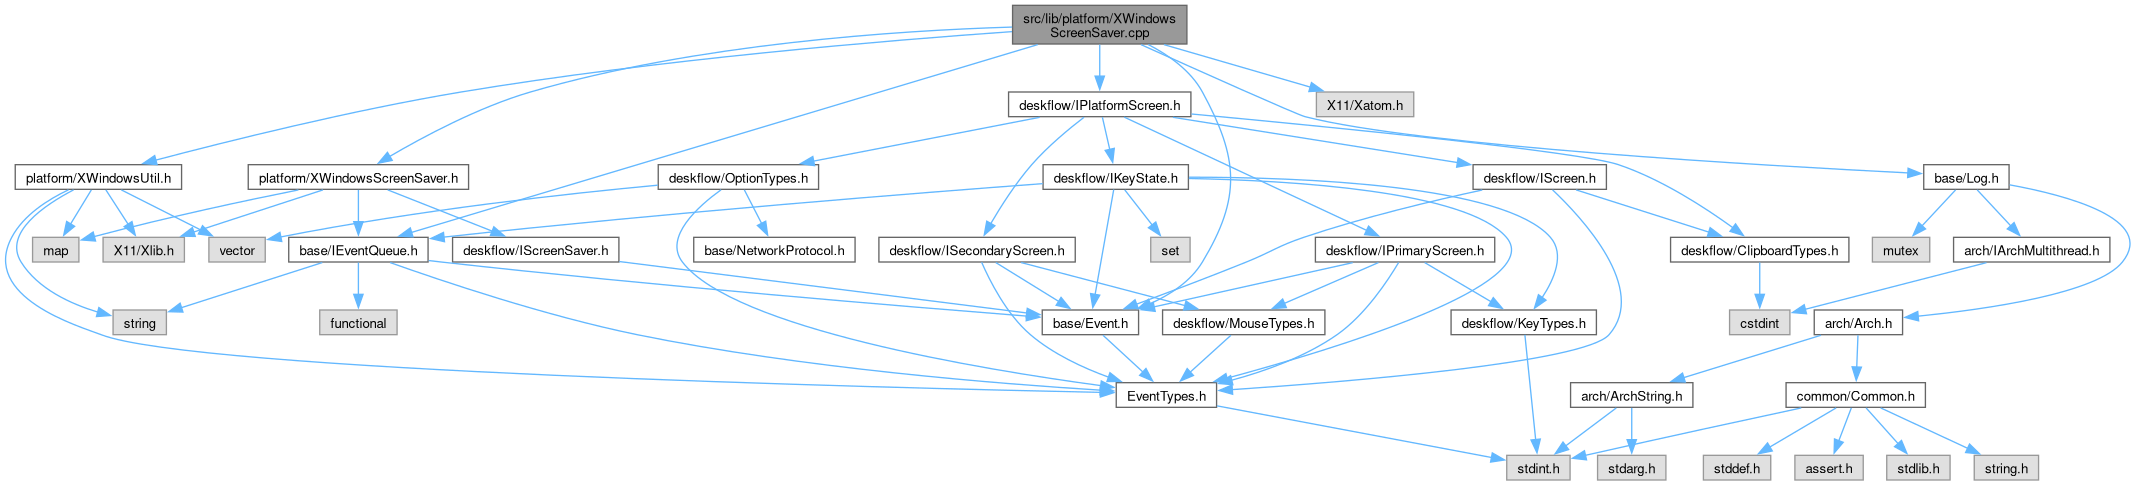 src/lib/platform/XWindows
ScreenSaver.cpp
deskflow/IPlatformScreen.h
X11/Xatom.h
platform/XWindowsUtil.h
platform/XWindowsScreenSaver.h
deskflow/OptionTypes.h
deskflow/IKeyState.h
deskflow/IScreen.h
base/Log.h
map
X11/Xlib.h
vector
base/IEventQueue.h
deskflow/IScreenSaver.h
base/NetworkProtocol.h
deskflow/ISecondaryScreen.h
set
deskflow/IPrimaryScreen.h
deskflow/ClipboardTypes.h
mutex
arch/IArchMultithread.h
string
functional
base/Event.h
deskflow/MouseTypes.h
deskflow/KeyTypes.h
cstdint
arch/Arch.h
EventTypes.h
arch/ArchString.h
common/Common.h
stdint.h
stdarg.h
stddef.h
assert.h
stdlib.h
string.h